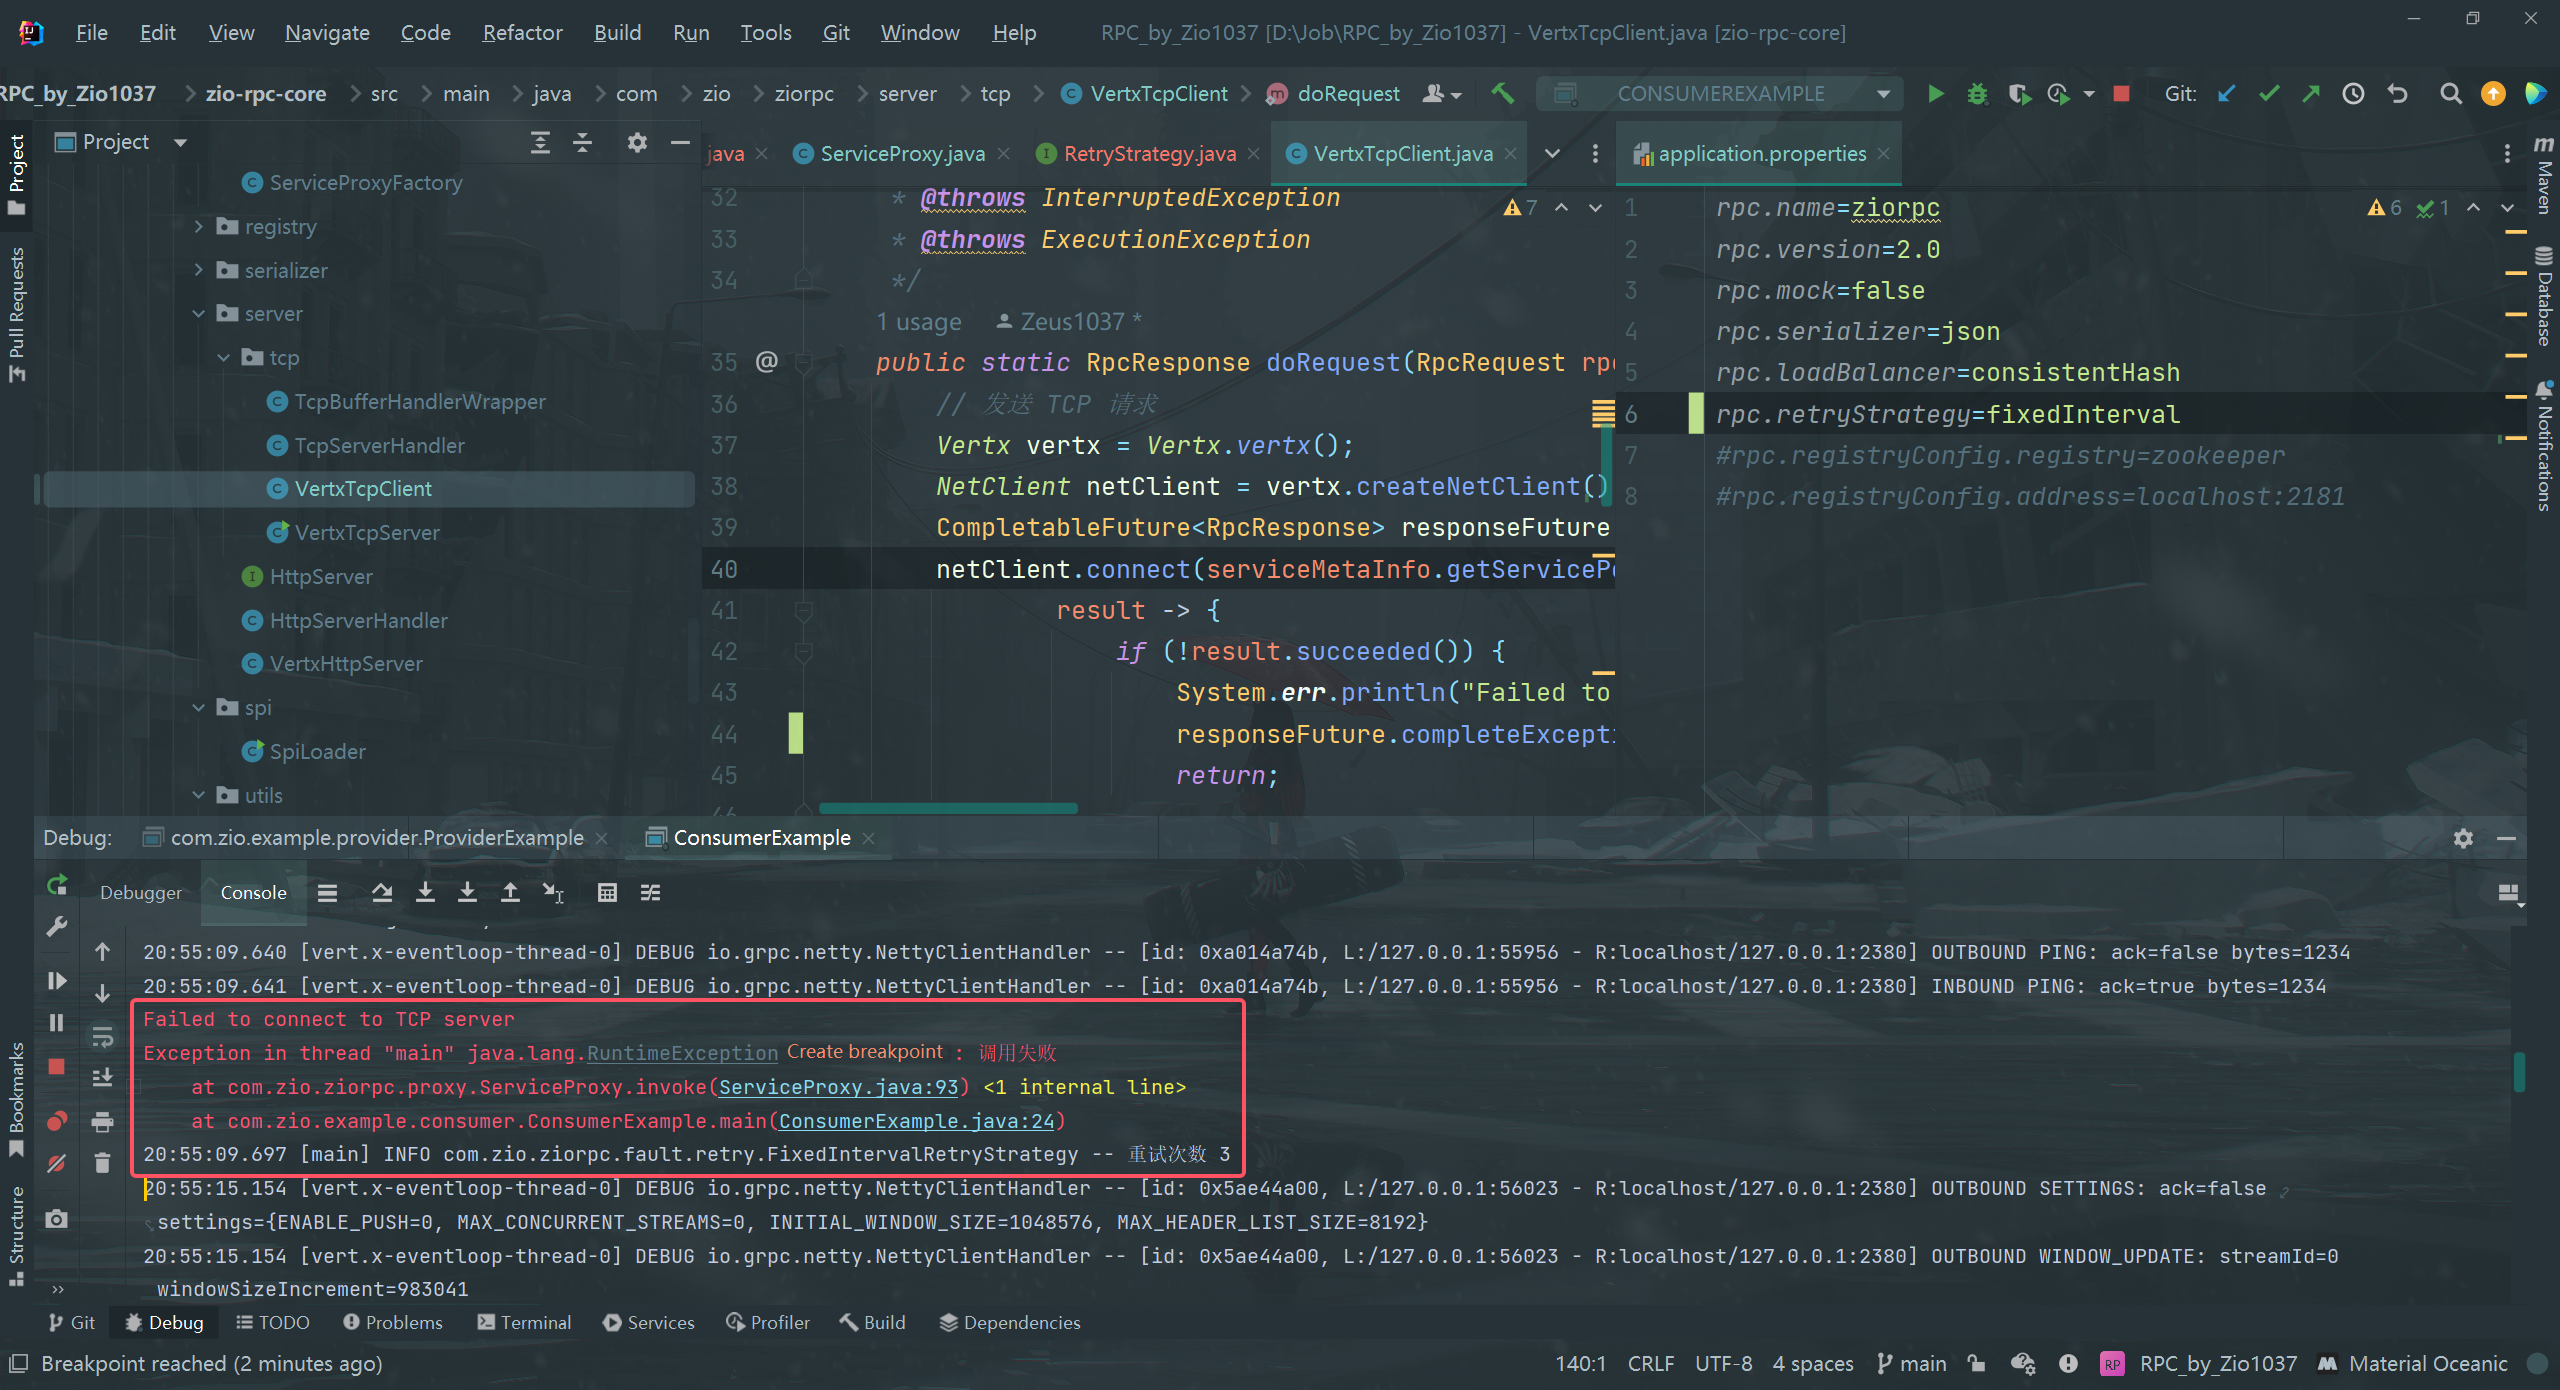 File Edit View Navigate Code Refactor Build Run Tools Git Window Help RPC_by_Zio1037 [D:\Job\RPC_by_Zio1037] - VertxTcpClient.java [zio-rpc-core]
RPC_by_Zio1037 zio-rpc-core src main java com zio ziorpc server tcp VertxTcpClient doRequest CONSUMEREXAMPLE Git:
Project
java ServiceProxy.java RetryStrategy.java VertxTcpClient.java application.properties
Project
Pull Requests
Bookmarks
Structure
ServiceProxyFactory
registry
serializer
server
tcp
TcpBufferHandlerWrapper
TcpServerHandler
VertxTcpClient
VertxTcpServer
HttpServer
HttpServerHandler
VertxHttpServer
spi
SpiLoader
utils
7
32 * @throws InterruptedException
33 * @throws ExecutionException
34 */
1 usage Zeus1037 *
35 @ public static RpcResponse doRequest(RpcRequest rpc
36 // 发送 TCP 请求
37 Vertx vertx = Vertx.vertx();
38 NetClient netClient = vertx.createNetClient()
39 CompletableFuture<RpcResponse> responseFuture
40 netClient.connect(serviceMetaInfo.getServicePo
41 result -> {
42 if (!result.succeeded()) {
43 System.err.println("Failed to
44 responseFuture.completeExcepti
45 return;
6 1
1 rpc.name=ziorpc
2 rpc.version=2.0
3 rpc.mock=false
4 rpc.serializer=json
5 rpc.loadBalancer=consistentHash
6 rpc.retryStrategy=fixedInterval
7 #rpc.registryConfig.registry=zookeeper
8 #rpc.registryConfig.address=localhost:2181
m Maven
Database
Notifications
Debug: com.zio.example.provider.ProviderExample ConsumerExample
Debugger Console
20:55:09.640 [vert.x-eventloop-thread-0] DEBUG io.grpc.netty.NettyClientHandler -- [id: 0xa014a74b, L:/127.0.0.1:55956 - R:localhost/127.0.0.1:2380] OUTBOUND PING: ack=false bytes=1234
20:55:09.641 [vert.x-eventloop-thread-0] DEBUG io.grpc.netty.NettyClientHandler -- [id: 0xa014a74b, L:/127.0.0.1:55956 - R:localhost/127.0.0.1:2380] INBOUND PING: ack=true bytes=1234
Failed to connect to TCP server
Exception in thread "main" java.lang.RuntimeException Create breakpoint : 调用失败
at com.zio.ziorpc.proxy.ServiceProxy.invoke(ServiceProxy.java:93) <1 internal line>
at com.zio.example.consumer.ConsumerExample.main(ConsumerExample.java:24)
20:55:09.697 [main] INFO com.zio.ziorpc.fault.retry.FixedIntervalRetryStrategy -- 重试次数 3
20:55:15.154 [vert.x-eventloop-thread-0] DEBUG io.grpc.netty.NettyClientHandler -- [id: 0x5ae44a00, L:/127.0.0.1:56023 - R:localhost/127.0.0.1:2380] OUTBOUND SETTINGS: ack=false
settings={ENABLE_PUSH=0, MAX_CONCURRENT_STREAMS=0, INITIAL_WINDOW_SIZE=1048576, MAX_HEADER_LIST_SIZE=8192}
20:55:15.154 [vert.x-eventloop-thread-0] DEBUG io.grpc.netty.NettyClientHandler -- [id: 0x5ae44a00, L:/127.0.0.1:56023 - R:localhost/127.0.0.1:2380] OUTBOUND WINDOW_UPDATE: streamId=0
windowSizeIncrement=983041
Git Debug TODO Problems Terminal Services Profiler Build Dependencies
Breakpoint reached (2 minutes ago) 140:1 CRLF UTF-8 4 spaces main RP RPC_by_Zio1037 Material Oceanic